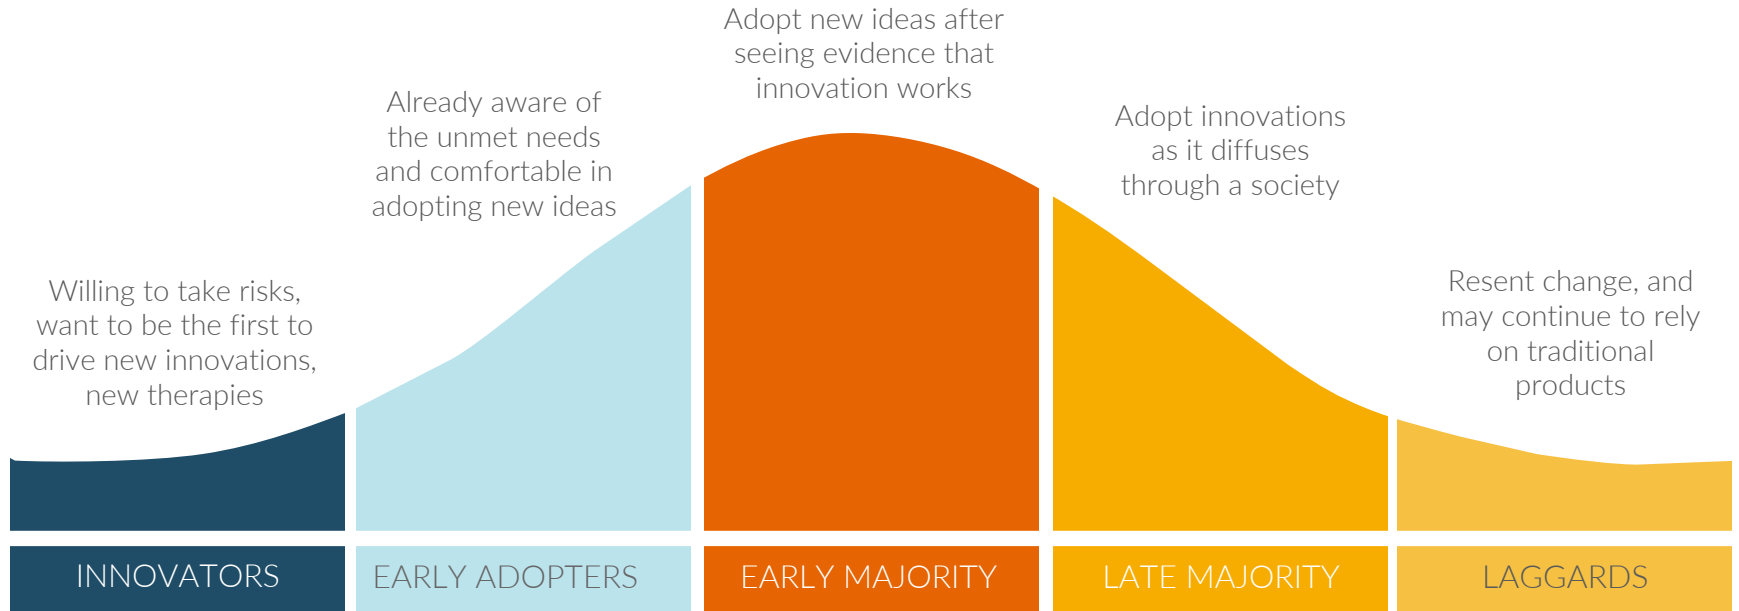 Willing to take risks,
want to be the first to
drive new innovations,
new therapies
Already aware of
the unmet needs
and comfortable in
adopting new ideas
Adopt new ideas after
seeing evidence that
innovation works
Adopt innovations
as it diffuses
through a society
Resent change, and
may continue to rely
on traditional
products
INNOVATORS
EARLY ADOPTERS
EARLY MAJORITY
LATE MAJORITY
LAGGARDS